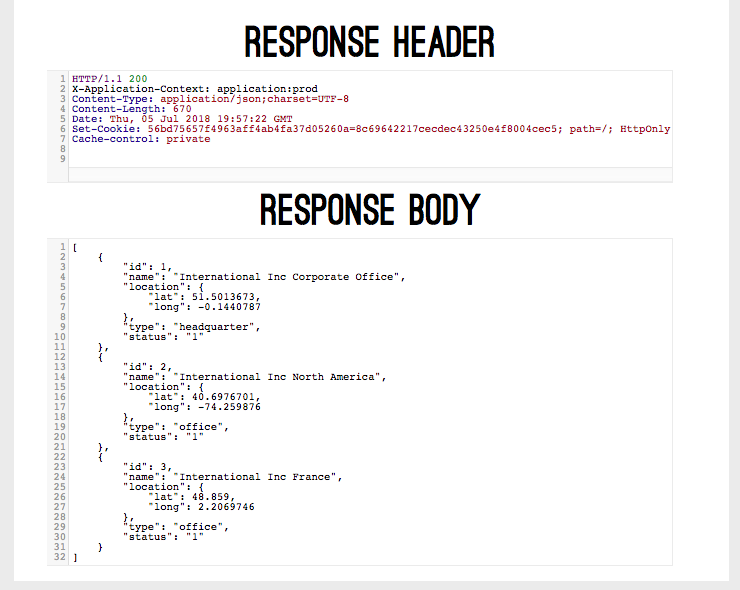 RESPONSE HEADER
1 HTTP/1.1 200
2 X-Application-Context: application:prod
3 Content-Type: application/json;charset=UTF-8
4 Content-Length: 670
5 Date: Thu, 05 Jul 2018 19:57:22 GMT
6 Set-Cookie: 56bd75657f4963aff4ab4fa37d05260a=8c69642217cecdec43250e4f8004cec5; path=/; HttpOnly
7 Cache-control: private
8
9
RESPONSE BODY
1 [
2     {
3         "id": 1,
4         "name": "International Inc Corporate Office",
5         "location": {
6             "lat": 51.5013673,
7             "long": -0.1440787
8         },
9         "type": "headquarter",
10         "status": "1"
11     },
12     {
13         "id": 2,
14         "name": "International Inc North America",
15         "location": {
16             "lat": 40.6976701,
17             "long": -74.259876
18         },
19         "type": "office",
20         "status": "1"
21     },
22     {
23         "id": 3,
24         "name": "International Inc France",
25         "location": {
26             "lat": 48.859,
27             "long": 2.2069746
28         },
29         "type": "office",
30         "status": "1"
31     }
32 ]